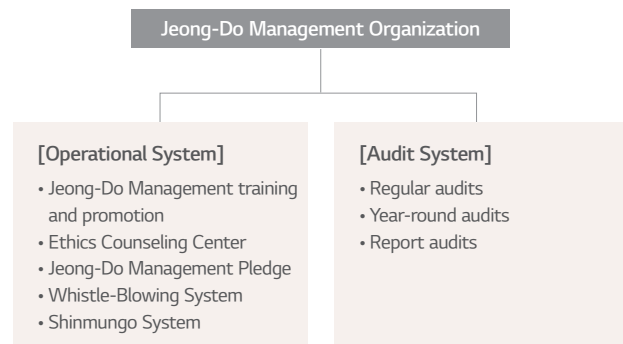 Jeong-Do Management Organization
[Operational System]
• Jeong-Do Management training
and promotion
• Ethics Counseling Center
• Jeong-Do Management Pledge
• Whistle-Blowing System
• Shinmungo System
[Audit System]
• Regular audits
• Year-round audits
• Report audits